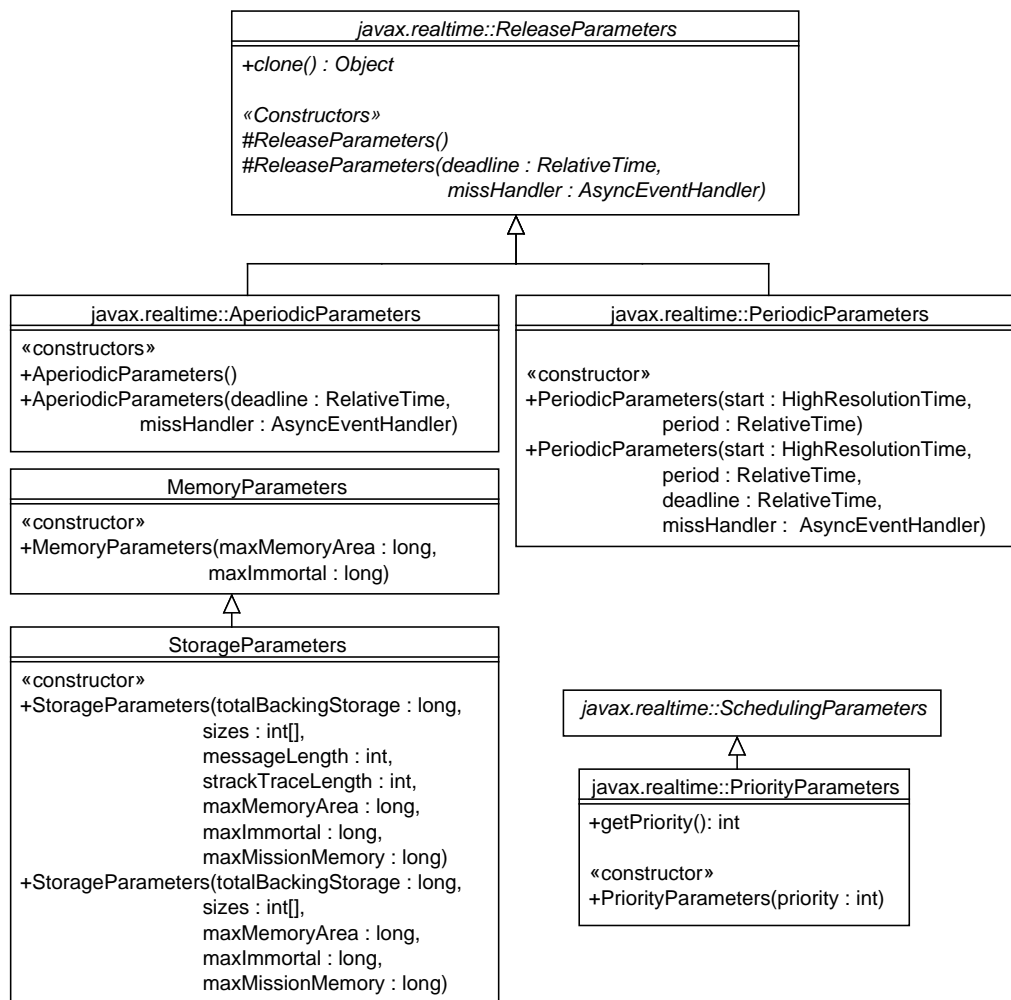 javax.realtime::ReleaseParameters
+clone() : Object
«Constructors»
#ReleaseParameters()
#ReleaseParameters(deadline : RelativeTime,
missHandler : AsyncEventHandler)
javax.realtime::AperiodicParameters
«constructors»
+AperiodicParameters()
+AperiodicParameters(deadline : RelativeTime,
missHandler : AsyncEventHandler)
javax.realtime::PeriodicParameters
«constructor»
+PeriodicParameters(start : HighResolutionTime,
period : RelativeTime)
+PeriodicParameters(start : HighResolutionTime,
period : RelativeTime,
deadline : RelativeTime,
missHandler : AsyncEventHandler)
MemoryParameters
«constructor»
+MemoryParameters(maxMemoryArea : long,
maxImmortal : long)
StorageParameters
«constructor»
+StorageParameters(totalBackingStorage : long,
sizes : int[],
messageLength : int,
strackTraceLength : int,
maxMemoryArea : long,
maxImmortal : long,
maxMissionMemory : long)
+StorageParameters(totalBackingStorage : long,
sizes : int[],
maxMemoryArea : long,
maxImmortal : long,
maxMissionMemory : long)
javax.realtime::SchedulingParameters
javax.realtime::PriorityParameters
+getPriority(): int
«constructor»
+PriorityParameters(priority : int)